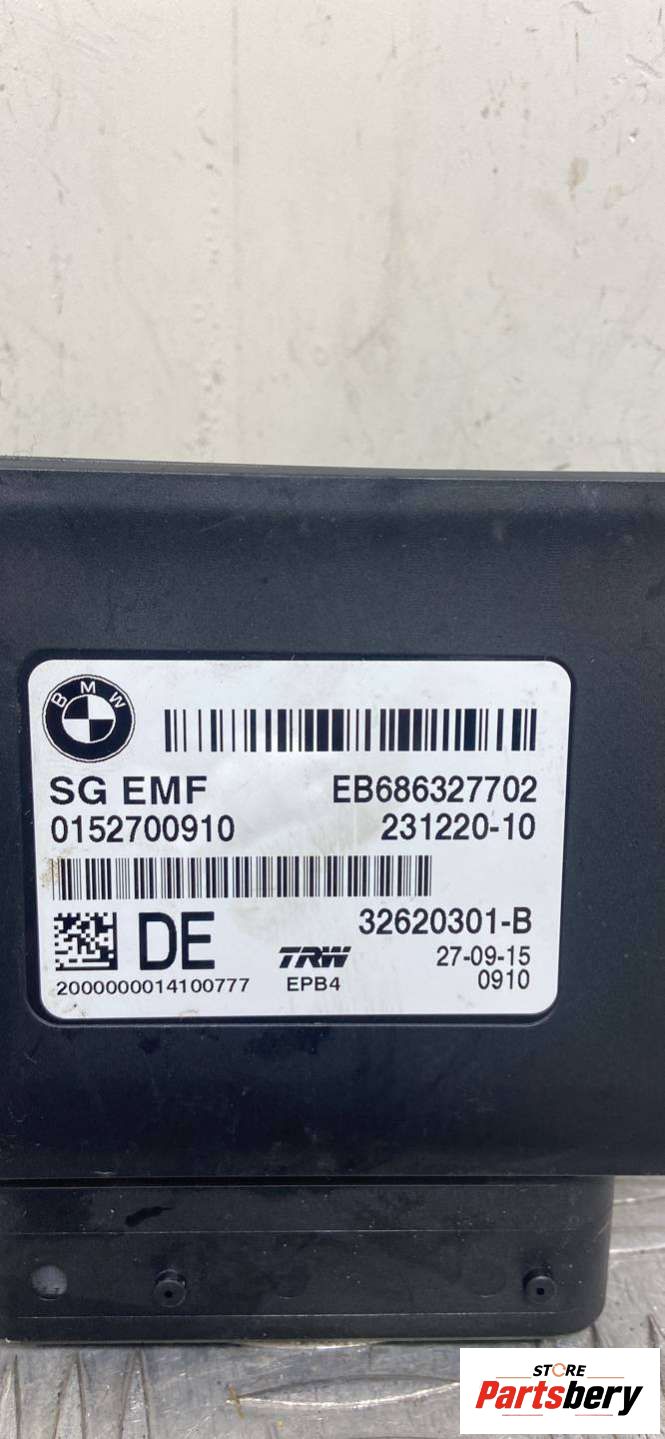 BMW
SG EMF EB686327702
0152700910 231220-10
DE 32620301-B
TRW 27-09-15
2000000014100777 EPB4 0910
STORE
Partsbery